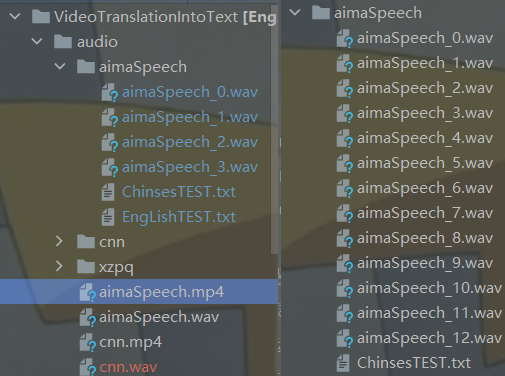 VideoTranslationIntoText [Eng
audio
aimaSpeech
aimaSpeech_0.wav
aimaSpeech_1.wav
aimaSpeech_2.wav
aimaSpeech_3.wav
ChinsesTEST.txt
EngLishTEST.txt
cnn
xzpq
aimaSpeech.mp4
aimaSpeech.wav
cnn.mp4
cnn.wav
aimaSpeech
aimaSpeech_0.wav
aimaSpeech_1.wav
aimaSpeech_2.wav
aimaSpeech_3.wav
aimaSpeech_4.wav
aimaSpeech_5.wav
aimaSpeech_6.wav
aimaSpeech_7.wav
aimaSpeech_8.wav
aimaSpeech_9.wav
aimaSpeech_10.wav
aimaSpeech_11.wav
aimaSpeech_12.wav
ChinsesTEST.txt